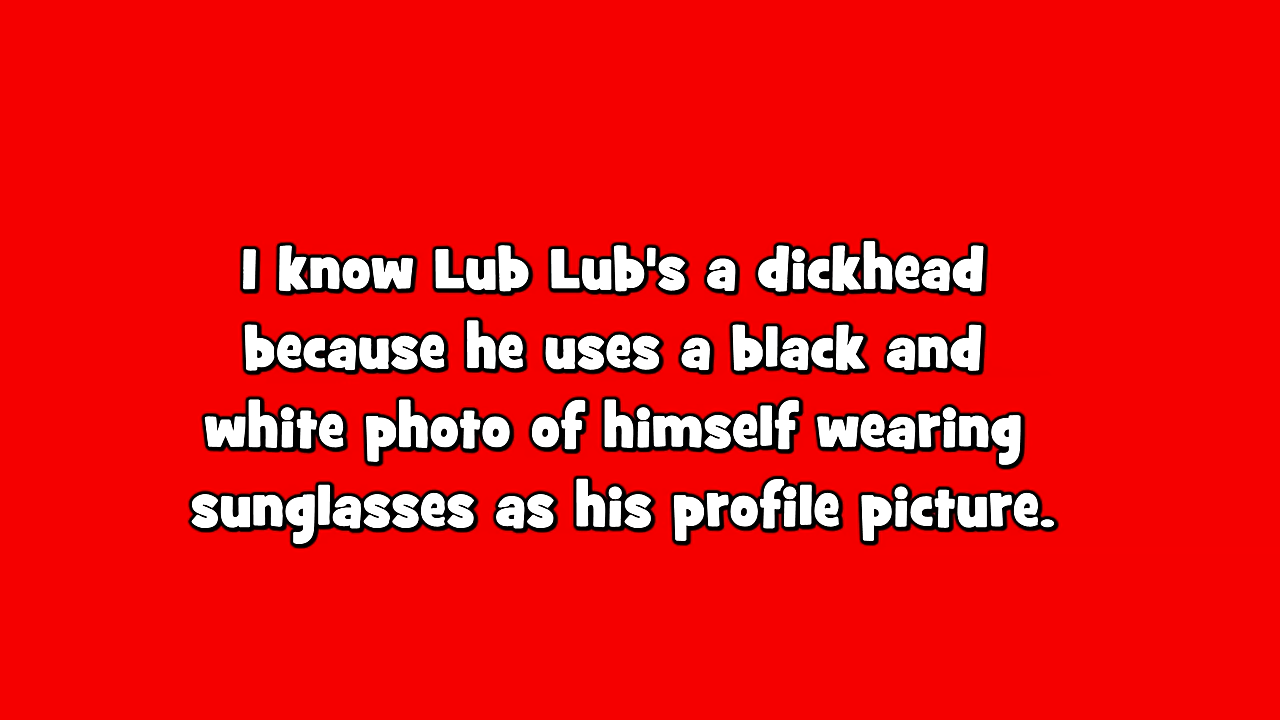 I know Lub Lub's a dickhead
because he uses a black and
white photo of himself wearing
sunglasses as his profile picture.